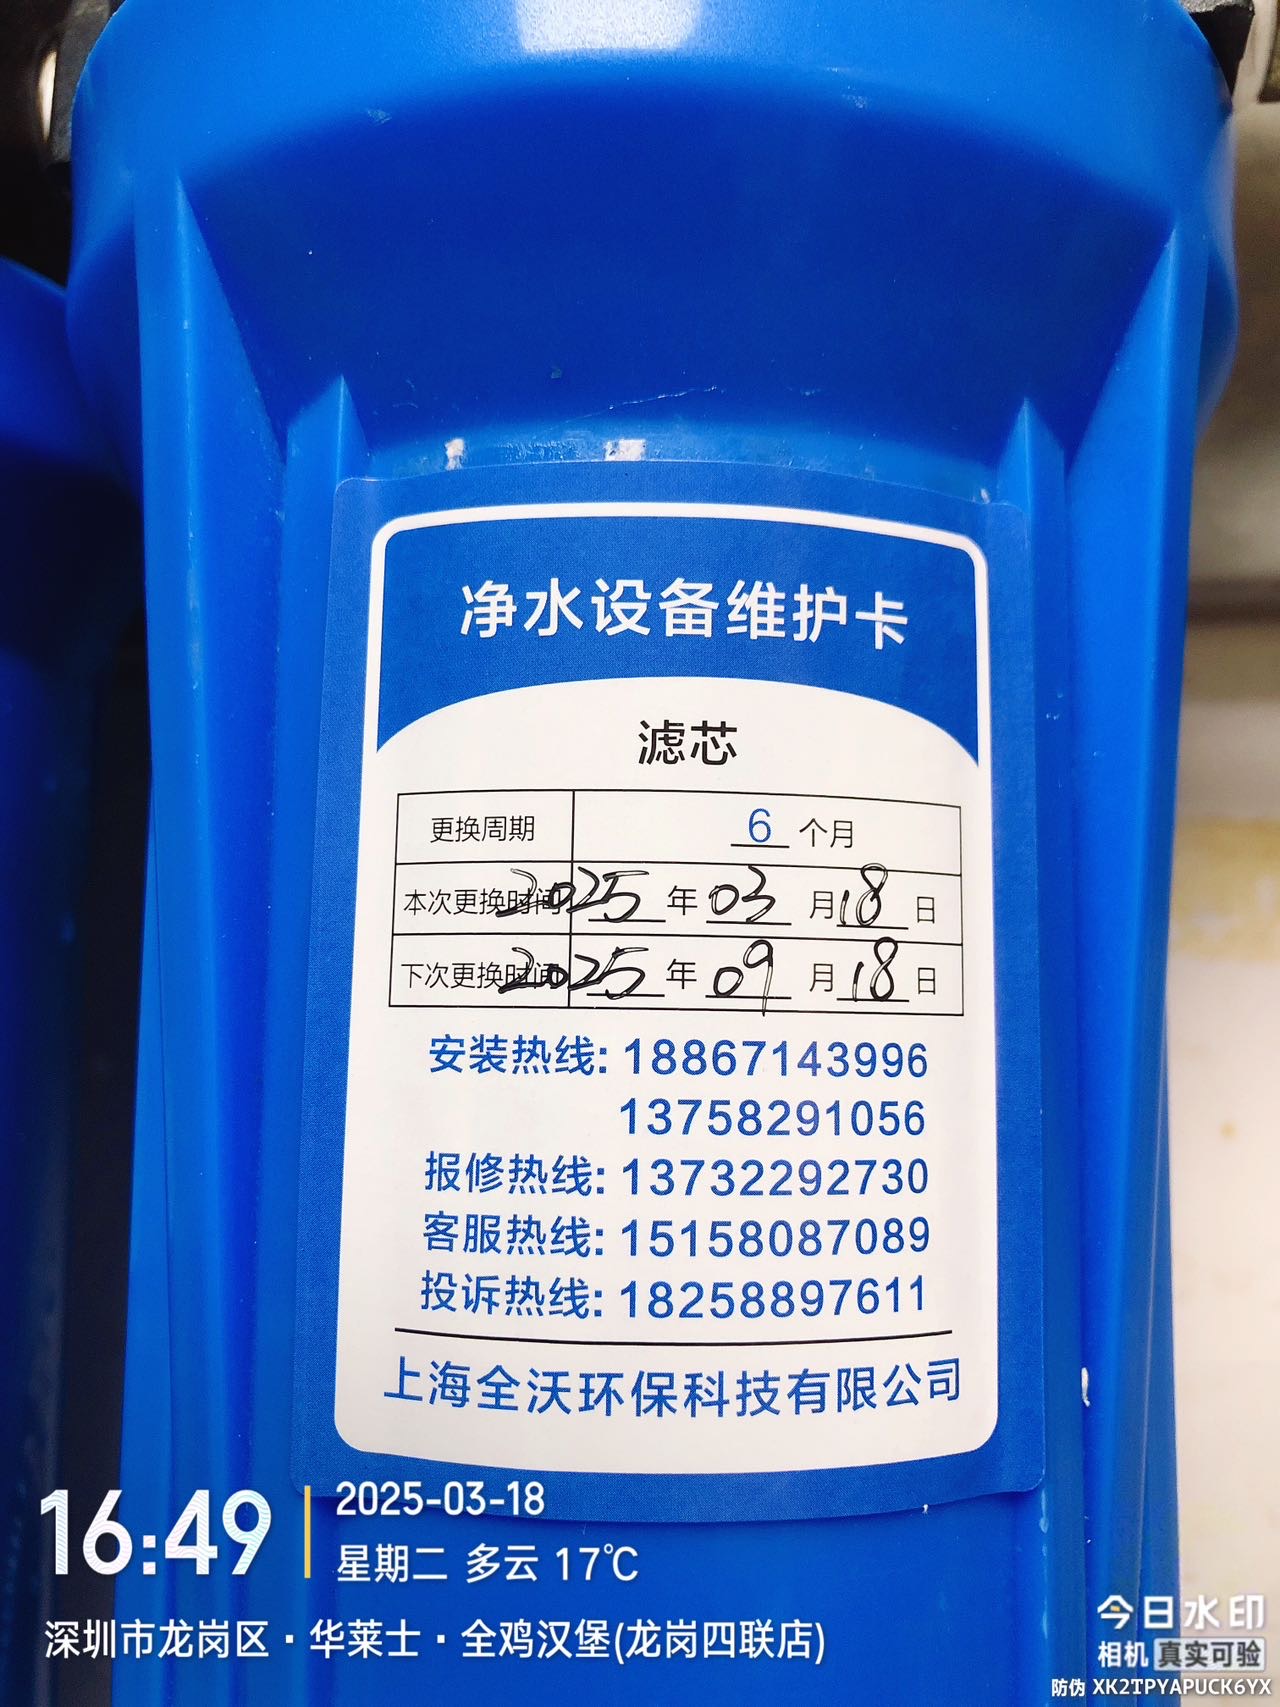 净水设备维护卡
滤芯
更换周期 6 个月
本次更换时间 2025 年 03 月 18 日
下次更换时间 2025 年 09 月 18 日
安装热线: 18867143996
13758291056
报修热线: 13732292730
客服热线: 15158087089
投诉热线: 18258897611
上海全沃环保科技有限公司
16:49
2025-03-18
星期二 多云 17℃
深圳市龙岗区·华莱士·全鸡汉堡(龙岗四联店)
今日水印
相机 真实可验
防伪 XK2TPYAPUCK6YX